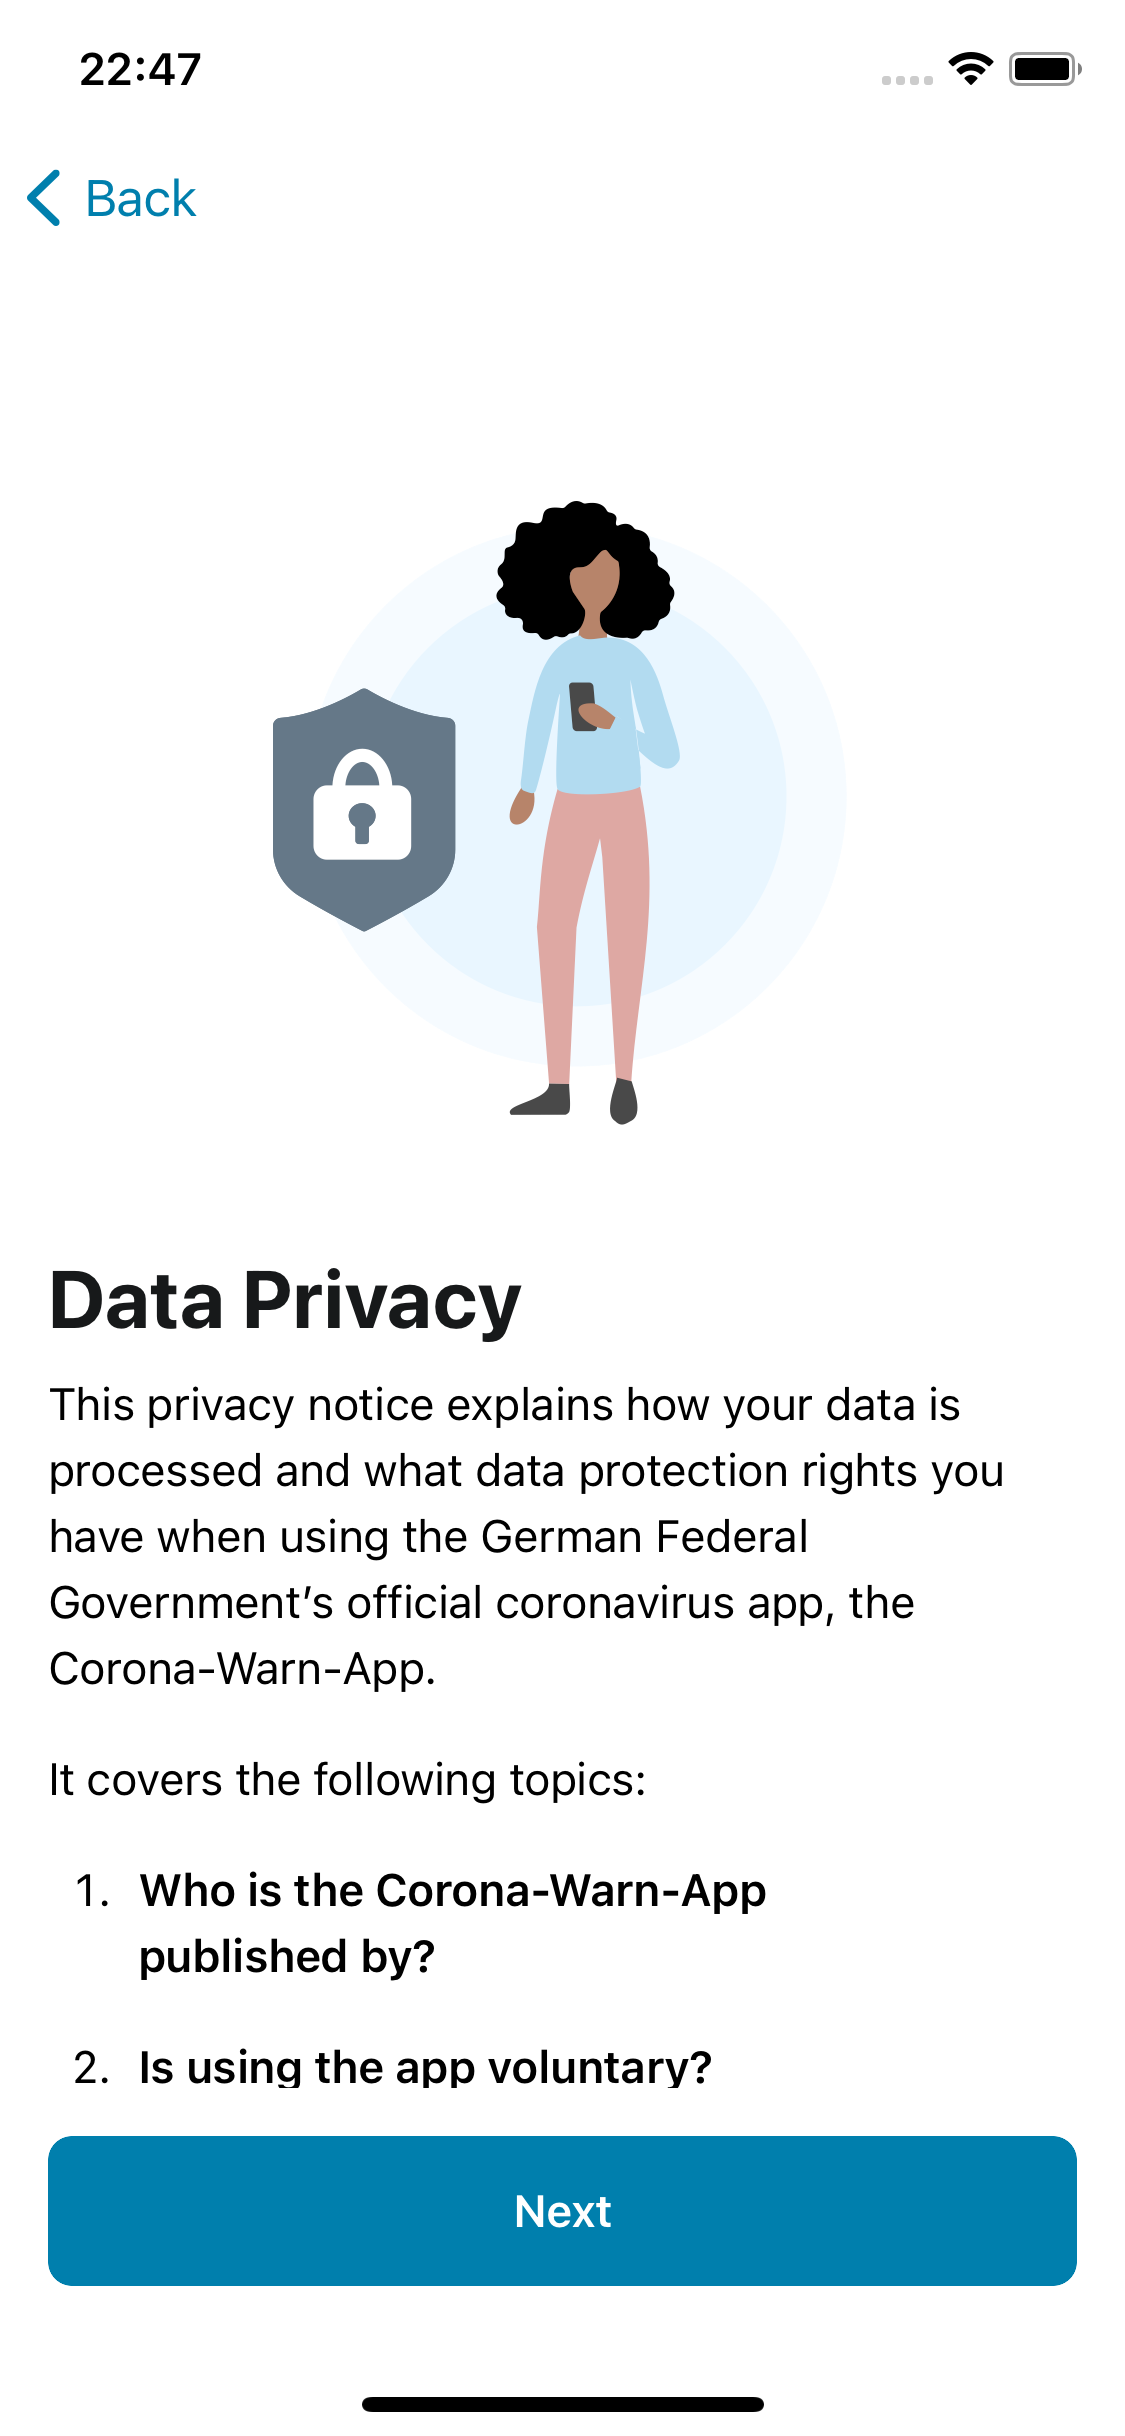 22:47
Back
Data Privacy
This privacy notice explains how your data is
processed and what data protection rights you
have when using the German Federal
Government’s official coronavirus app, the
Corona-Warn-App.
It covers the following topics:
1. Who is the Corona-Warn-App
published by?
2. Is using the app voluntary?
Next